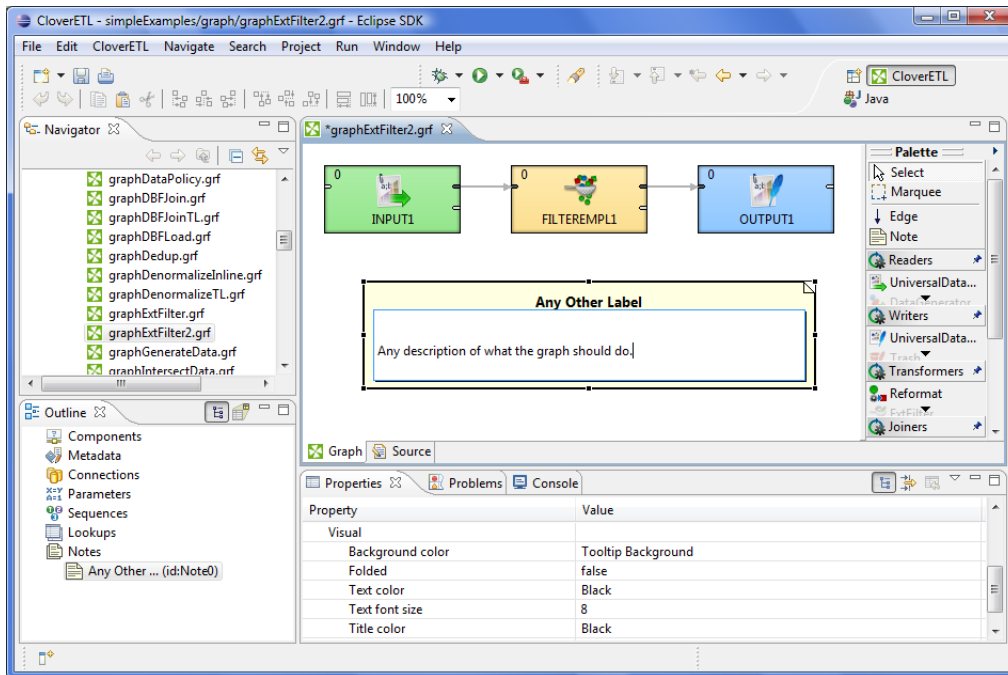 CloverETL - simpleExamples/graph/graphExtFilter2.grf - Eclipse SDK
File Edit CloverETL Navigate Search Project Run Window Help
CloverETL
100%
Java
Navigator
graphDataPolicy.grf
graphDBFJoin.grf
graphDBFJoinTL.grf
graphDBFLoad.grf
graphDedup.grf
graphDenormalizeInline.grf
graphDenormalizeTL.grf
graphExtFilter.grf
graphExtFilter2.grf
graphGenerateData.grf
graphIntersectData.grf
*graphExtFilter2.grf
0
INPUT1
0
FILTEREMPL1
0
OUTPUT1
Any Other Label
Any description of what the graph should do.
Graph Source
Palette
Select
Marquee
Edge
Note
Readers
UniversalData...
DataGenerator
Writers
UniversalData...
Trash
Transformers
Reformat
ExtFilter
Joiners
Outline
Components
Metadata
Connections
Parameters
Sequences
Lookups
Notes
Any Other ... (id:Note0)
Properties Problems Console
Property Value
Visual
Background color Tooltip Background
Folded false
Text color Black
Text font size 8
Title color Black